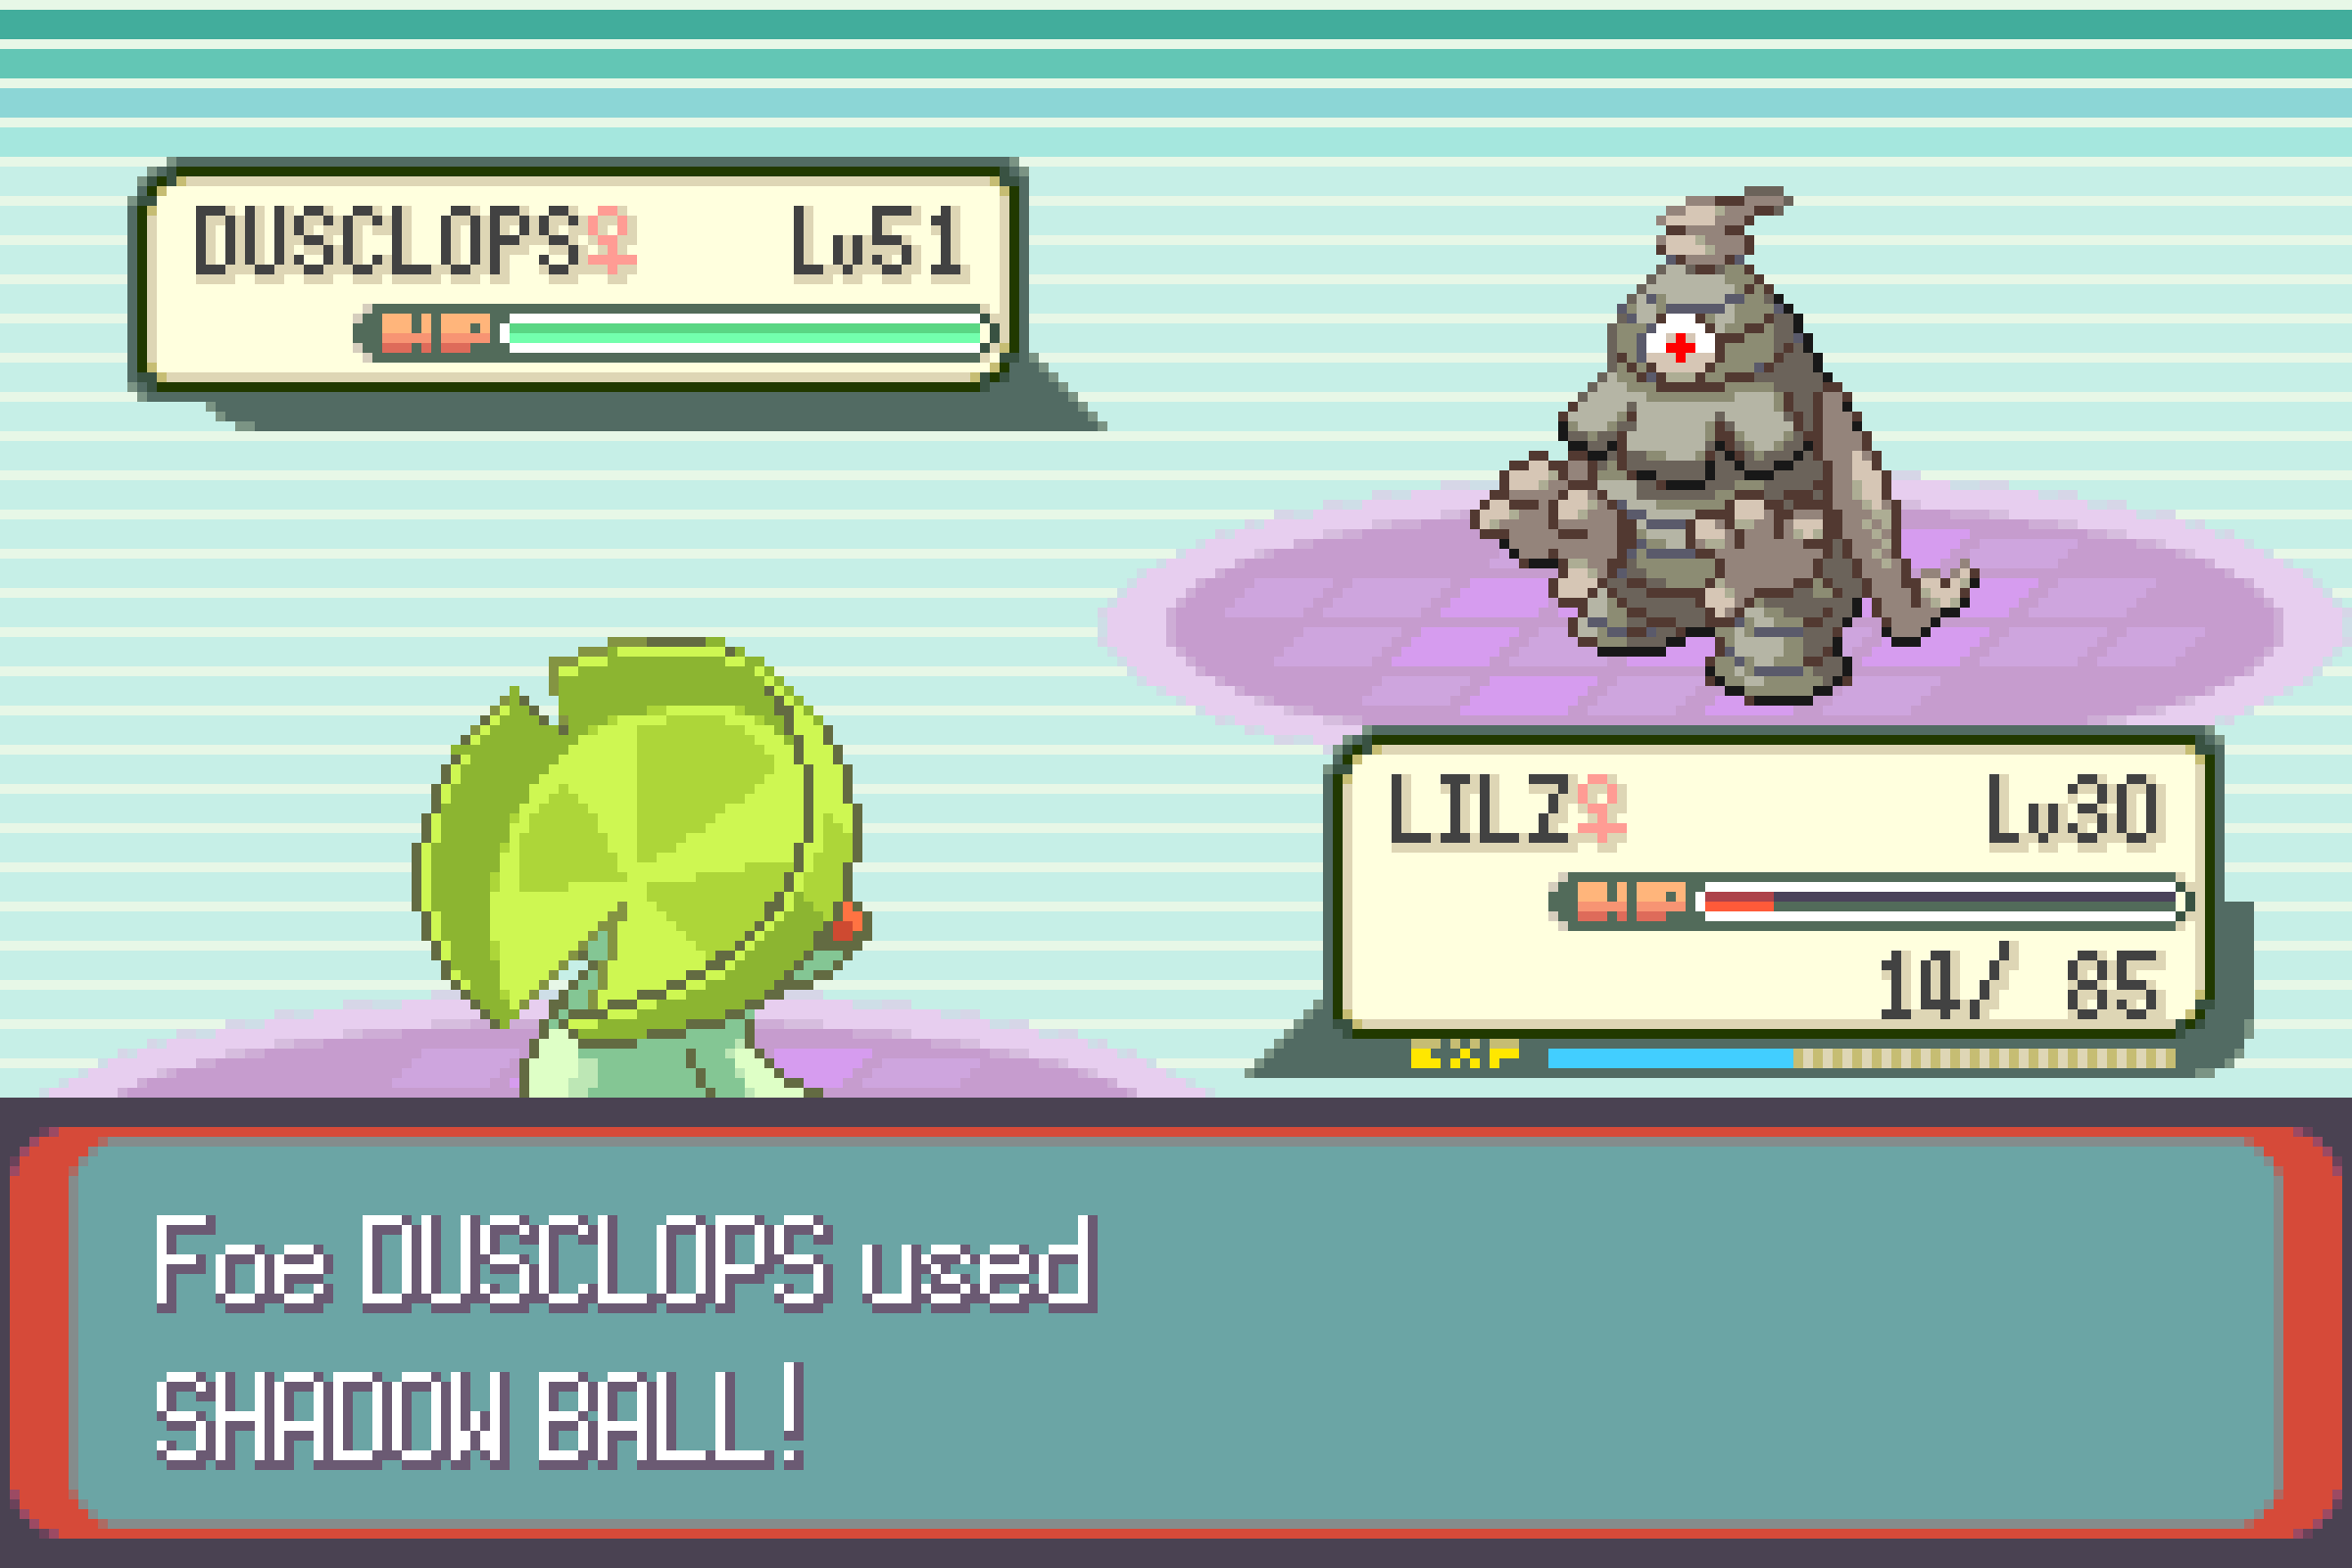 DUSCLOPS♀ Lv51
HP
LILZ♀ Lv30
HP
14/ 85
EXP
Foe DUSCLOPS used
SHADOW BALL!